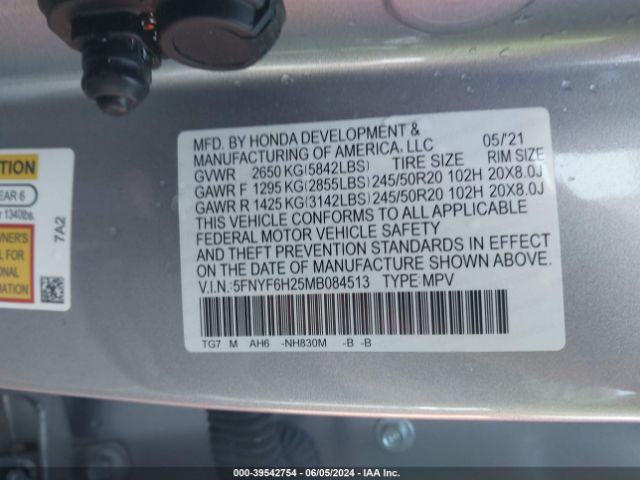 MFD. BY HONDA DEVELOPMENT &
MANUFACTURING OF AMERICA, LLC 05/'21
GVWR 2650 KG(5842LBS) TIRE SIZE RIM SIZE
GAWR F 1295 KG(2855LBS) 245/50R20 102H 20X8.0J
GAWR R 1425 KG(3142LBS) 245/50R20 102H 20X8.0J
THIS VEHICLE CONFORMS TO ALL APPLICABLE
FEDERAL MOTOR VEHICLE SAFETY
AND THEFT PREVENTION STANDARDS IN EFFECT
ON THE DATE OF MANUFACTURE SHOWN ABOVE.
V.I.N.:5FNYF6H25MB084513 TYPE:MPV
TG7 M AH6 -NH830M -B -B
EAR 6
1340lbs.
7A2
000-39542754 - 06/05/2024 - IAA Inc.